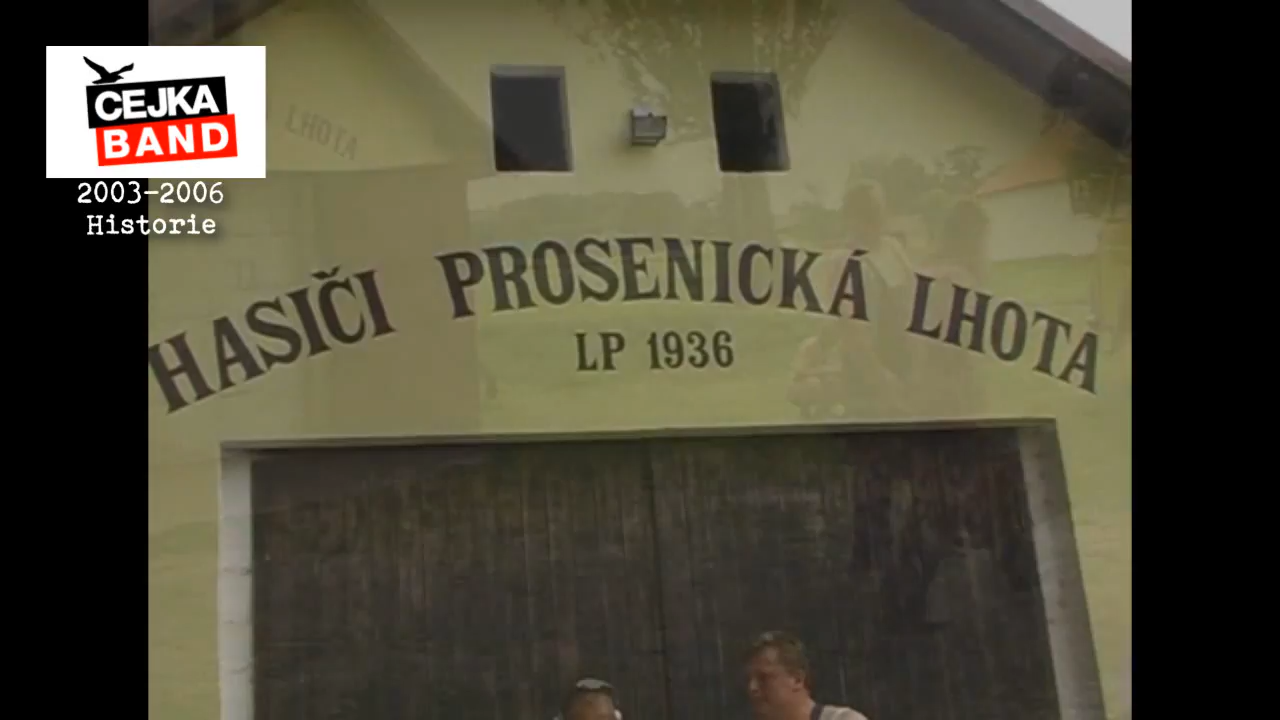 ČEJKA
BAND
2003-2006
Historie
LHOTA
HASIČI PROSENICKÁ LHOTA
LP 1936